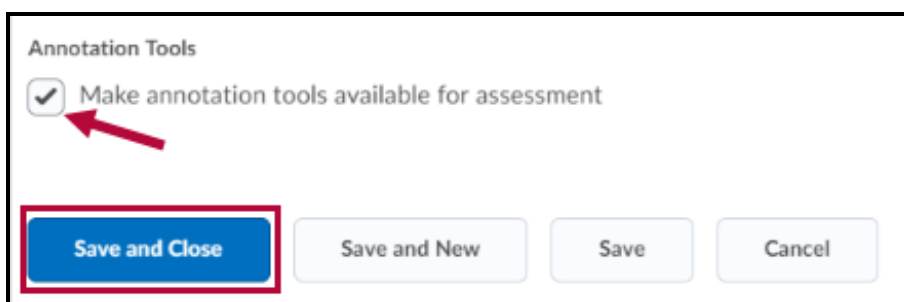 Annotation Tools
Make annotation tools available for assessment
Save and Close Save and New Save Cancel